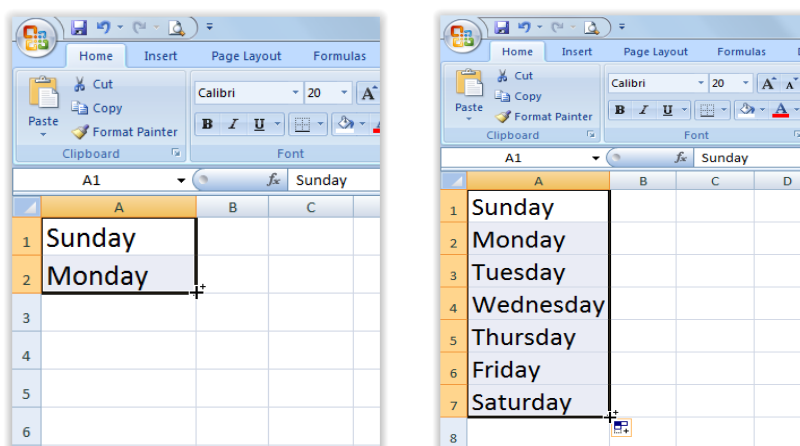 Home Insert Page Layout Formulas
Cut
Copy
Paste
Format Painter
Clipboard
Calibri 20 A
B I U
Font
A1 fx Sunday
A B C
1 Sunday
2 Monday
3
4
5
6
Home Insert Page Layout Formulas
Cut
Copy
Paste
Format Painter
Clipboard
Calibri 20 A A
B I U A
Font
A1 fx Sunday
A B C D
1 Sunday
2 Monday
3 Tuesday
4 Wednesday
5 Thursday
6 Friday
7 Saturday
8